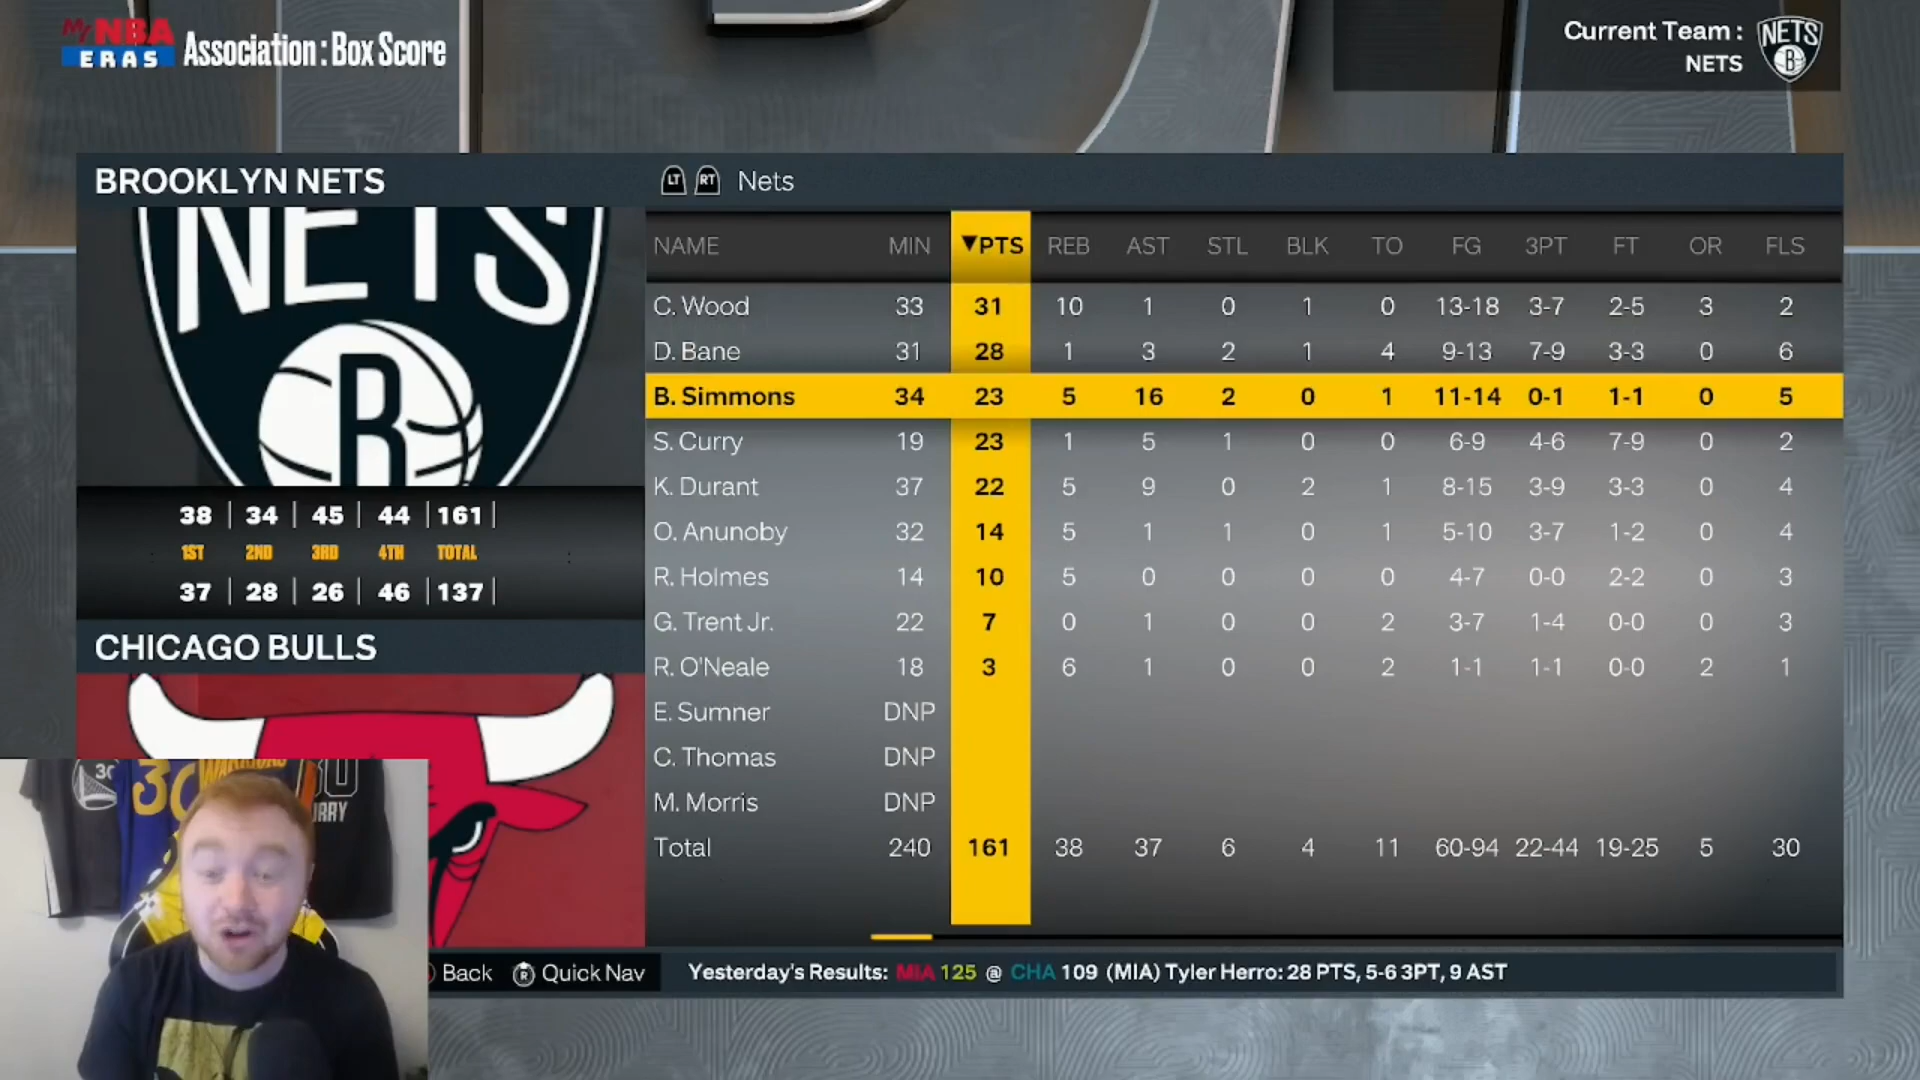 My NBA
ERAS
Association : Box Score
Current Team :
NETS
NETS
B
BROOKLYN NETS
NETS
B
38 | 34 | 45 | 44 | 161 |
1ST 2ND 3RD 4TH TOTAL
37 | 28 | 26 | 46 | 137 |
CHICAGO BULLS
LT RT Nets
NAME MIN ▼PTS REB AST STL BLK TO FG 3PT FT OR FLS
C. Wood 33 31 10 1 0 1 0 13-18 3-7 2-5 3 2
D. Bane 31 28 1 3 2 1 4 9-13 7-9 3-3 0 6
B. Simmons 34 23 5 16 2 0 1 11-14 0-1 1-1 0 5
S. Curry 19 23 1 5 1 0 0 6-9 4-6 7-9 0 2
K. Durant 37 22 5 9 0 2 1 8-15 3-9 3-3 0 4
O. Anunoby 32 14 5 1 1 0 1 5-10 3-7 1-2 0 4
R. Holmes 14 10 5 0 0 0 0 4-7 0-0 2-2 0 3
G. Trent Jr. 22 7 0 1 0 0 2 3-7 1-4 0-0 0 3
R. O'Neale 18 3 6 1 0 0 2 1-1 1-1 0-0 2 1
E. Sumner DNP
C. Thomas DNP
M. Morris DNP
Total 240 161 38 37 6 4 11 60-94 22-44 19-25 5 30
30
30
WARRIORS
30
Back R Quick Nav
Yesterday's Results: MIA 125 @ CHA 109 (MIA) Tyler Herro: 28 PTS, 5-6 3PT, 9 AST